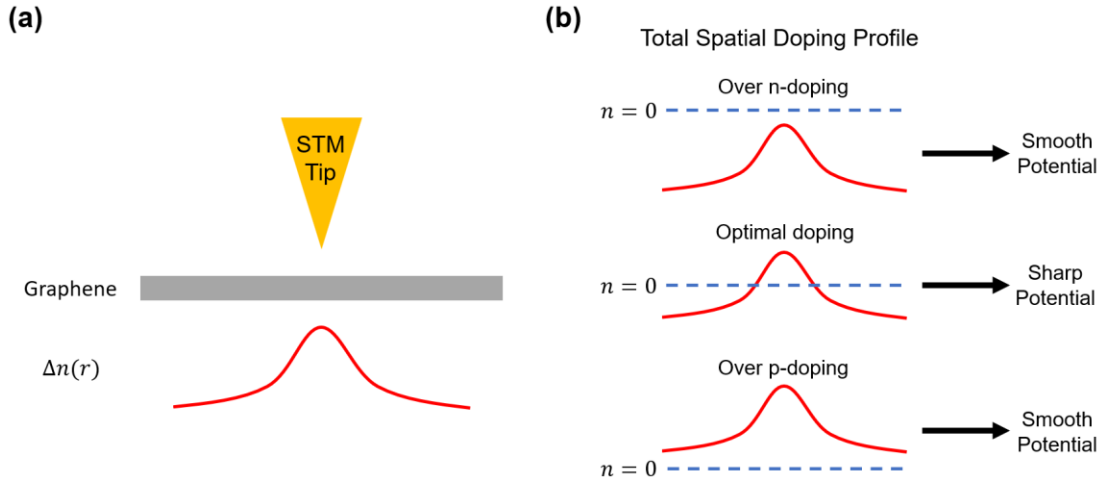 (a)
STM
Tip
Graphene
Δn(r)
(b)
Total Spatial Doping Profile
Over n-doping
n = 0
Smooth
Potential
Optimal doping
n = 0
Sharp
Potential
Over p-doping
n = 0
Smooth
Potential